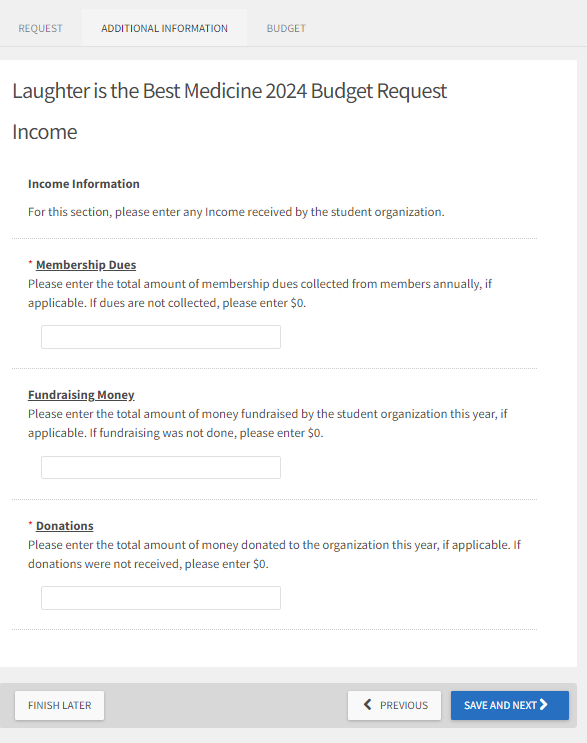 REQUEST ADDITIONAL INFORMATION BUDGET
Laughter is the Best Medicine 2024 Budget Request
Income
Income Information
For this section, please enter any Income received by the student organization.
* Membership Dues
Please enter the total amount of membership dues collected from members annually, if
applicable. If dues are not collected, please enter $0.
Fundraising Money
Please enter the total amount of money fundraised by the student organization this year, if
applicable. If fundraising was not done, please enter $0.
* Donations
Please enter the total amount of money donated to the organization this year, if applicable. If
donations were not received, please enter $0.
FINISH LATER PREVIOUS SAVE AND NEXT